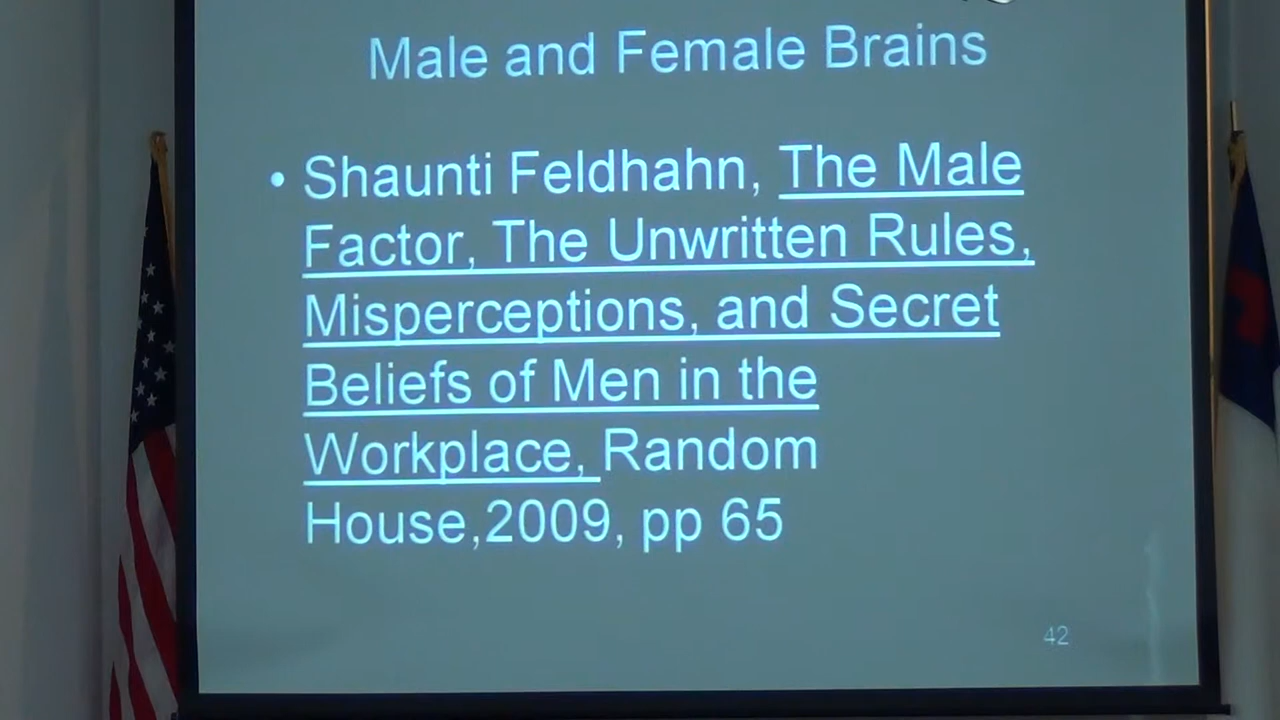 Male and Female Brains
• Shaunti Feldhahn, The Male
Factor, The Unwritten Rules,
Misperceptions, and Secret
Beliefs of Men in the
Workplace, Random
House,2009, pp 65
42